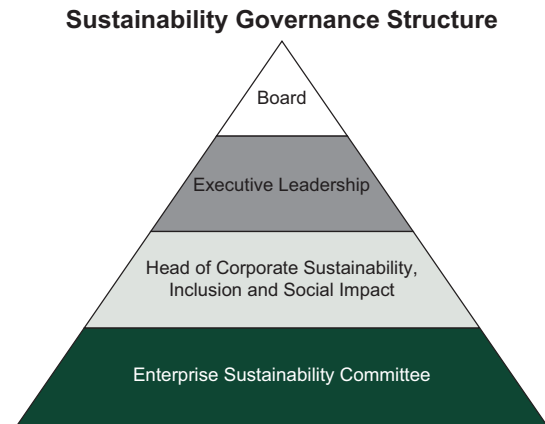 Sustainability Governance Structure
Board
Executive Leadership
Head of Corporate Sustainability,
Inclusion and Social Impact
Enterprise Sustainability Committee